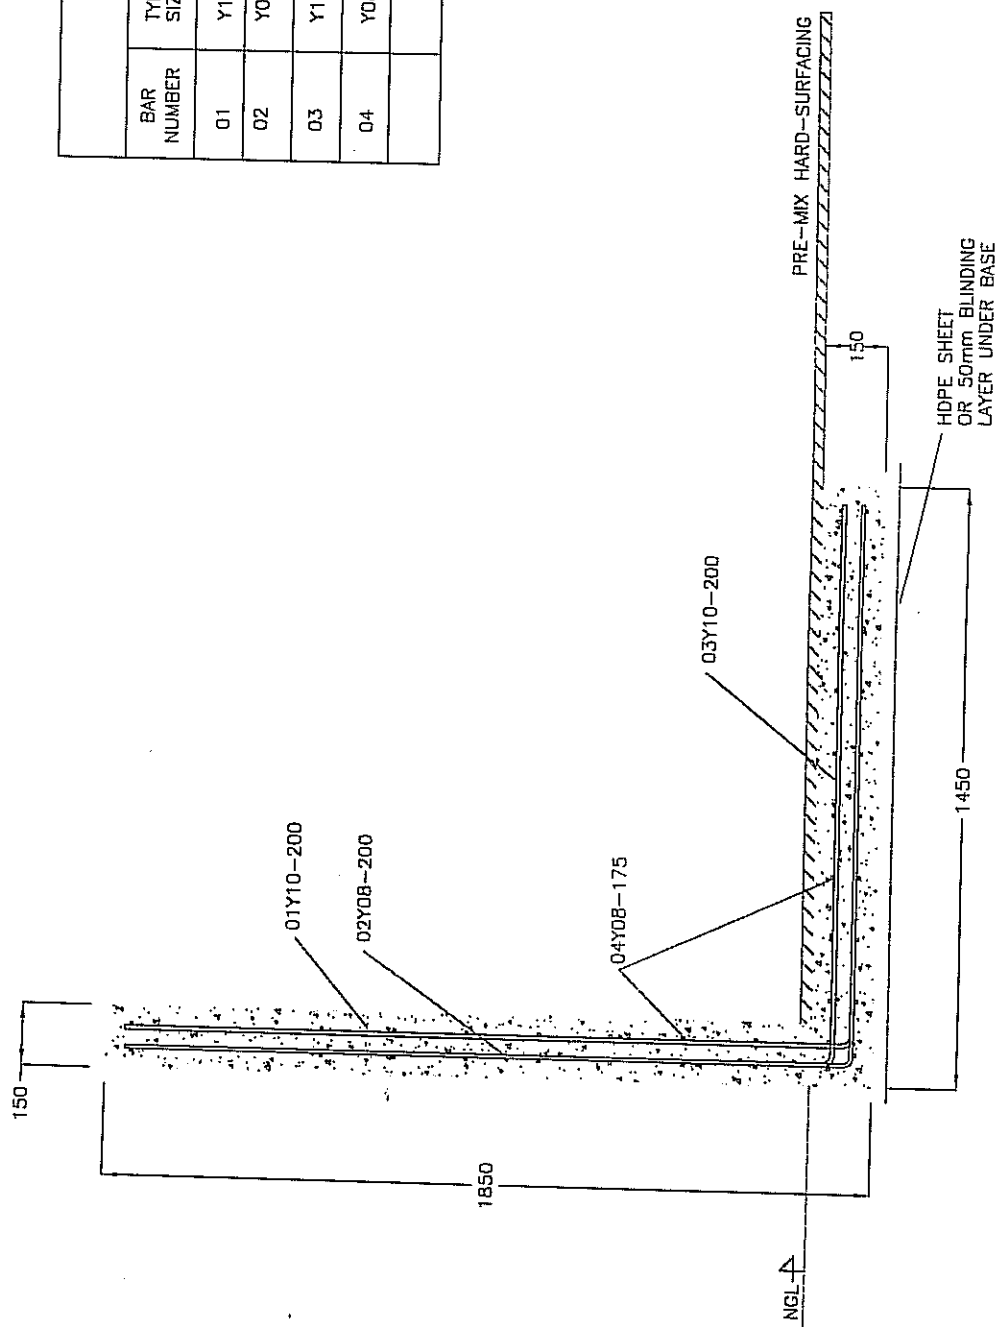 BAR
NUMBER
01
02
03
04
PRE-MIX HARD-SURFACING
150
HDPE SHEET
OR 50mm BLINDING
LAYER UNDER BASE
03Y10-200
1450
01Y10-200
02Y08-200
04Y08-175
150
1850
NGL